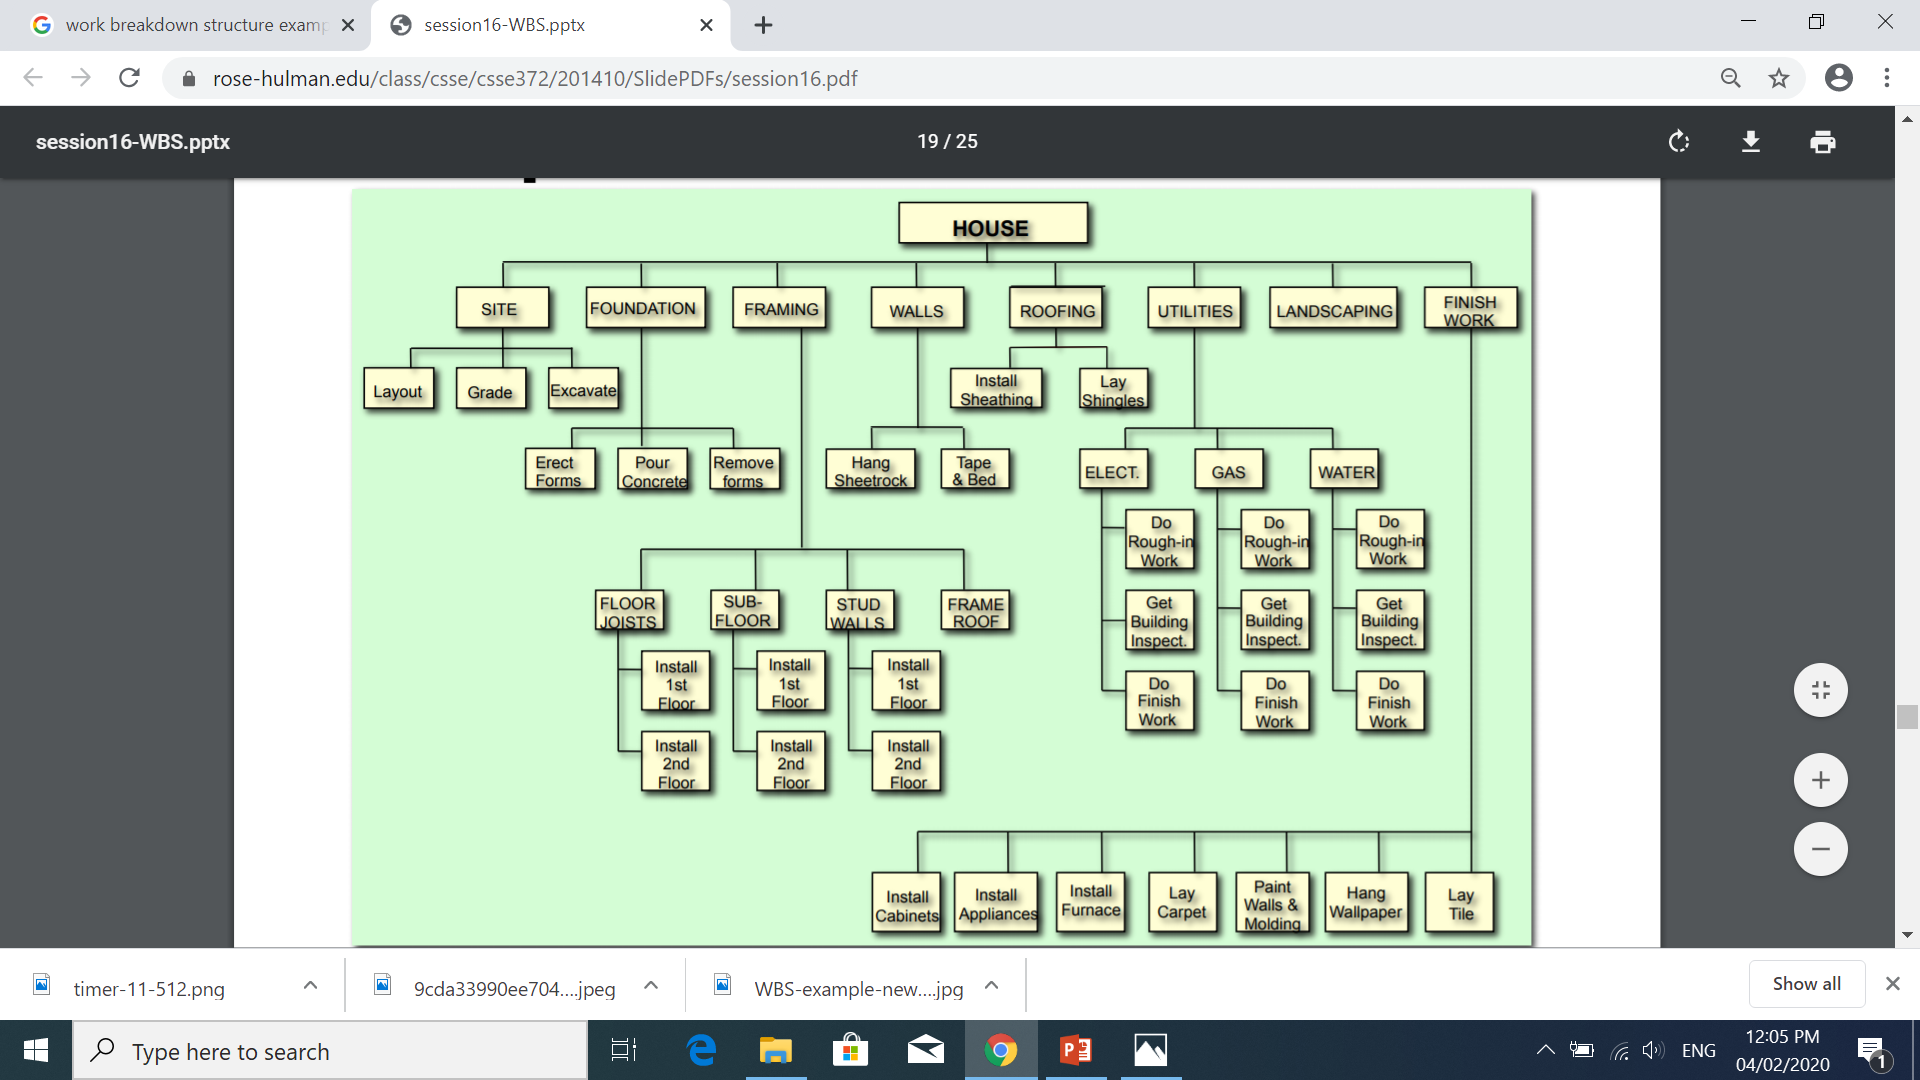 work breakdown structure examp
session16-WBS.pptx
rose-hulman.edu/class/csse/csse372/201410/SlidePDFs/session16.pdf
session16-WBS.pptx
19 / 25
HOUSE
SITE
FOUNDATION
FRAMING
WALLS
ROOFING
UTILITIES
LANDSCAPING
FINISH
WORK
Layout
Grade
Excavate
Install
Sheathing
Lay
Shingles
Erect
Forms
Pour
Concrete
Remove
forms
Hang
Sheetrock
Tape
& Bed
ELECT.
GAS
WATER
Do
Rough-in
Work
Do
Rough-in
Work
Do
Rough-in
Work
Get
Building
Inspect.
Get
Building
Inspect.
Get
Building
Inspect.
Do
Finish
Work
Do
Finish
Work
Do
Finish
Work
FLOOR
JOISTS
SUB-
FLOOR
STUD
WALLS
FRAME
ROOF
Install
1st
Floor
Install
1st
Floor
Install
1st
Floor
Install
2nd
Floor
Install
2nd
Floor
Install
2nd
Floor
Install
Cabinets
Install
Appliances
Install
Furnace
Lay
Carpet
Paint
Walls &
Molding
Hang
Wallpaper
Lay
Tile
timer-11-512.png
9cda33990ee704....jpeg
WBS-example-new....jpg
Show all
Type here to search
ENG
12:05 PM
04/02/2020
1